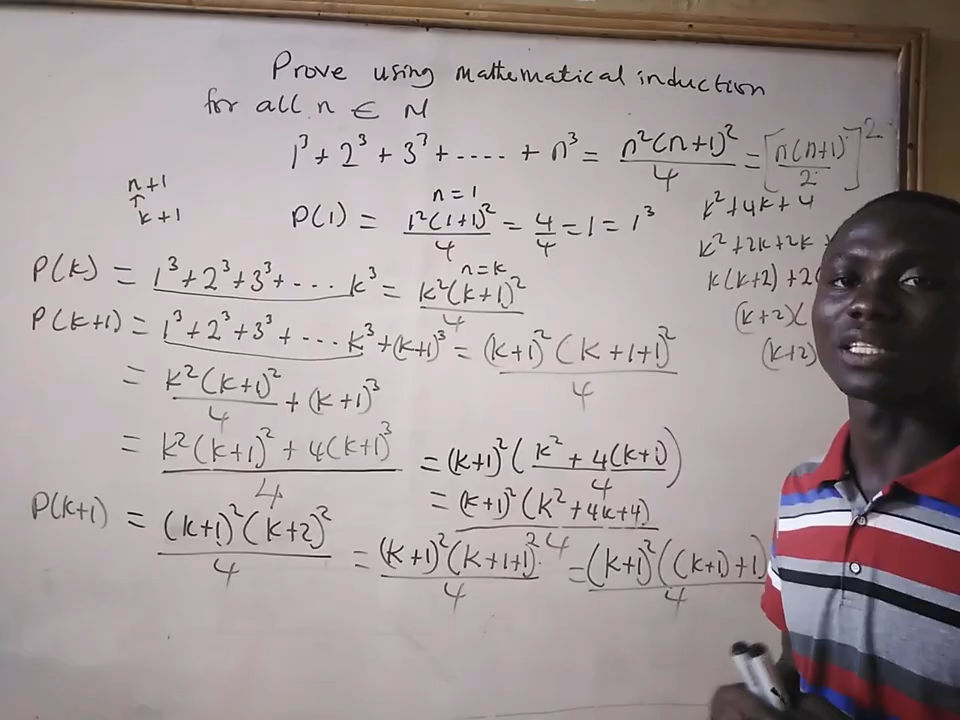 Prove using mathematical induction
for all n ∈ N
1³ + 2³ + 3³ + ---- + n³ = n²(n+1)²/4 = [n(n+1)/2]²
n+1
↑
k+1
n=1
P(1) = 1²(1+1)²/4 = 4/4 = 1 = 1³
k²+4k+4
k²+2k+2k
k(k+2)+2(
(k+2)(
(k+2)
n=k
P(k) = 1³+2³+3³+--- k³ = k²(k+1)²/4
P(k+1) = 1³+2³+3³+--- k³+(k+1)³ = (k+1)²(k+1+1)²/4
= k²(k+1)²/4 + (k+1)³
= k²(k+1)² + 4(k+1)³/4 = (k+1)²(k² + 4(k+1)/4)
= (k+1)²(k²+4k+4)/4
P(k+1) = (k+1)²(k+2)²/4 = (k+1)²(k+1+1)²/4 = (k+1)²((k+1)+1)/4